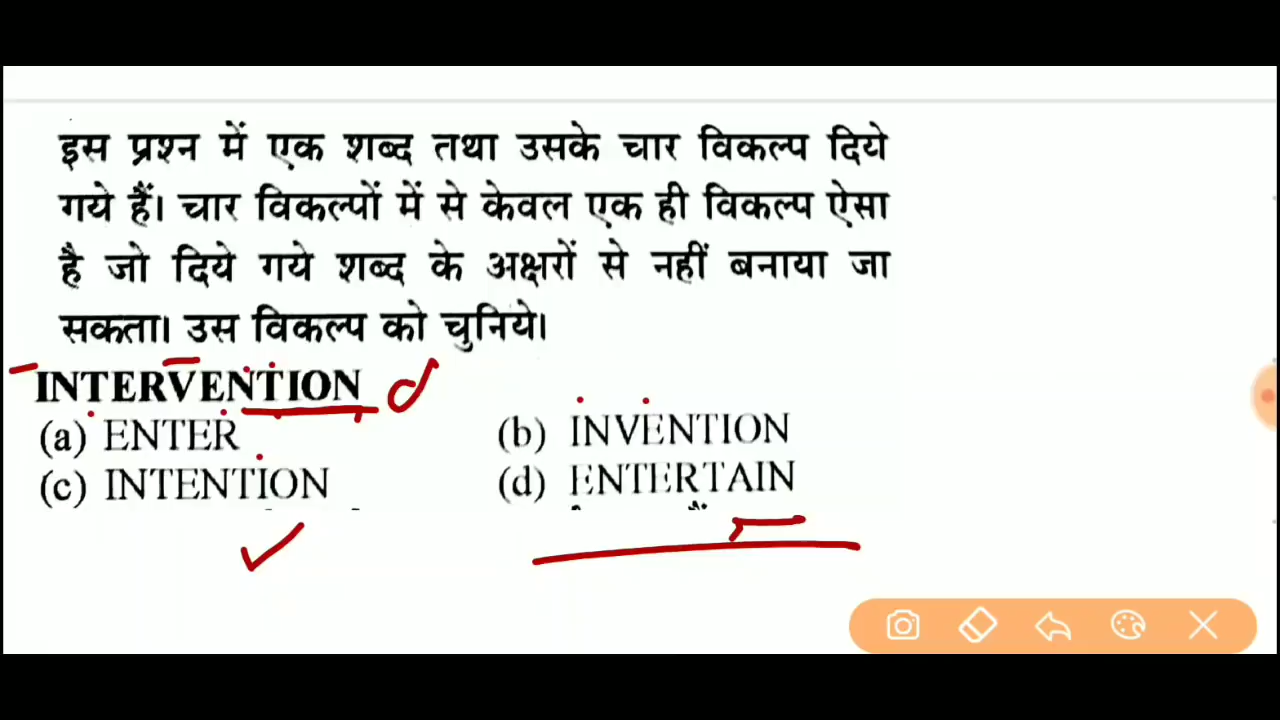 इस प्रश्न में एक शब्द तथा उसके चार विकल्प दिये
गये हैं। चार विकल्पों में से केवल एक ही विकल्प ऐसा
है जो दिये गये शब्द के अक्षरों से नहीं बनाया जा
सकता। उस विकल्प को चुनिये।
INTERVENTION d
(a) ENTER (b) INVENTION
(c) INTENTION (d) ENTERTAIN